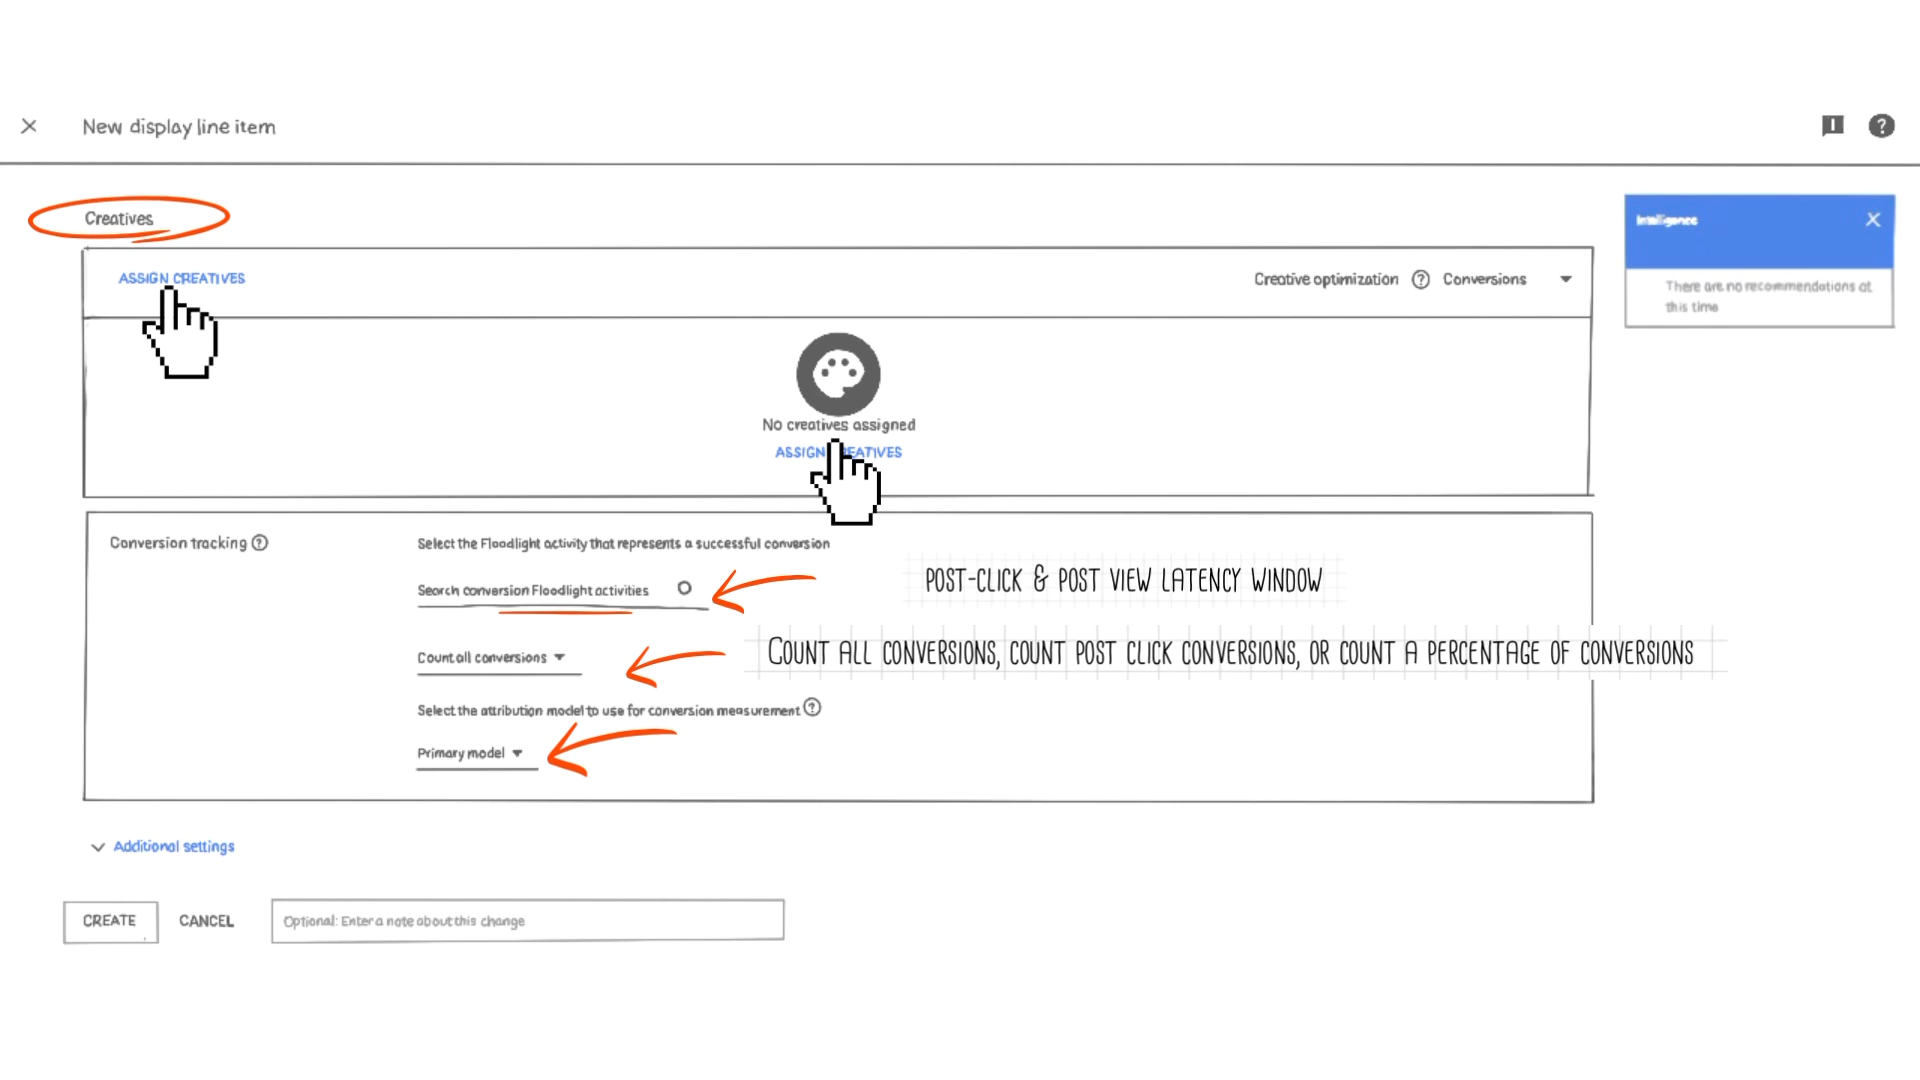 New display line item
Creatives
ASSIGN CREATIVES
Creative optimization ? Conversions
Intelligence
There are no recommendations at
this time
No creatives assigned
ASSIGN CREATIVES
Conversion tracking ?
Select the Floodlight activity that represents a successful conversion
Search conversion Floodlight activities
POST-CLICK & POST VIEW LATENCY WINDOW
Count all conversions
COUNT ALL CONVERSIONS, COUNT POST CLICK CONVERSIONS, OR COUNT A PERCENTAGE OF CONVERSIONS
Select the attribution model to use for conversion measurement ?
Primary model
Additional settings
CREATE
CANCEL
Optional: Enter a note about this change